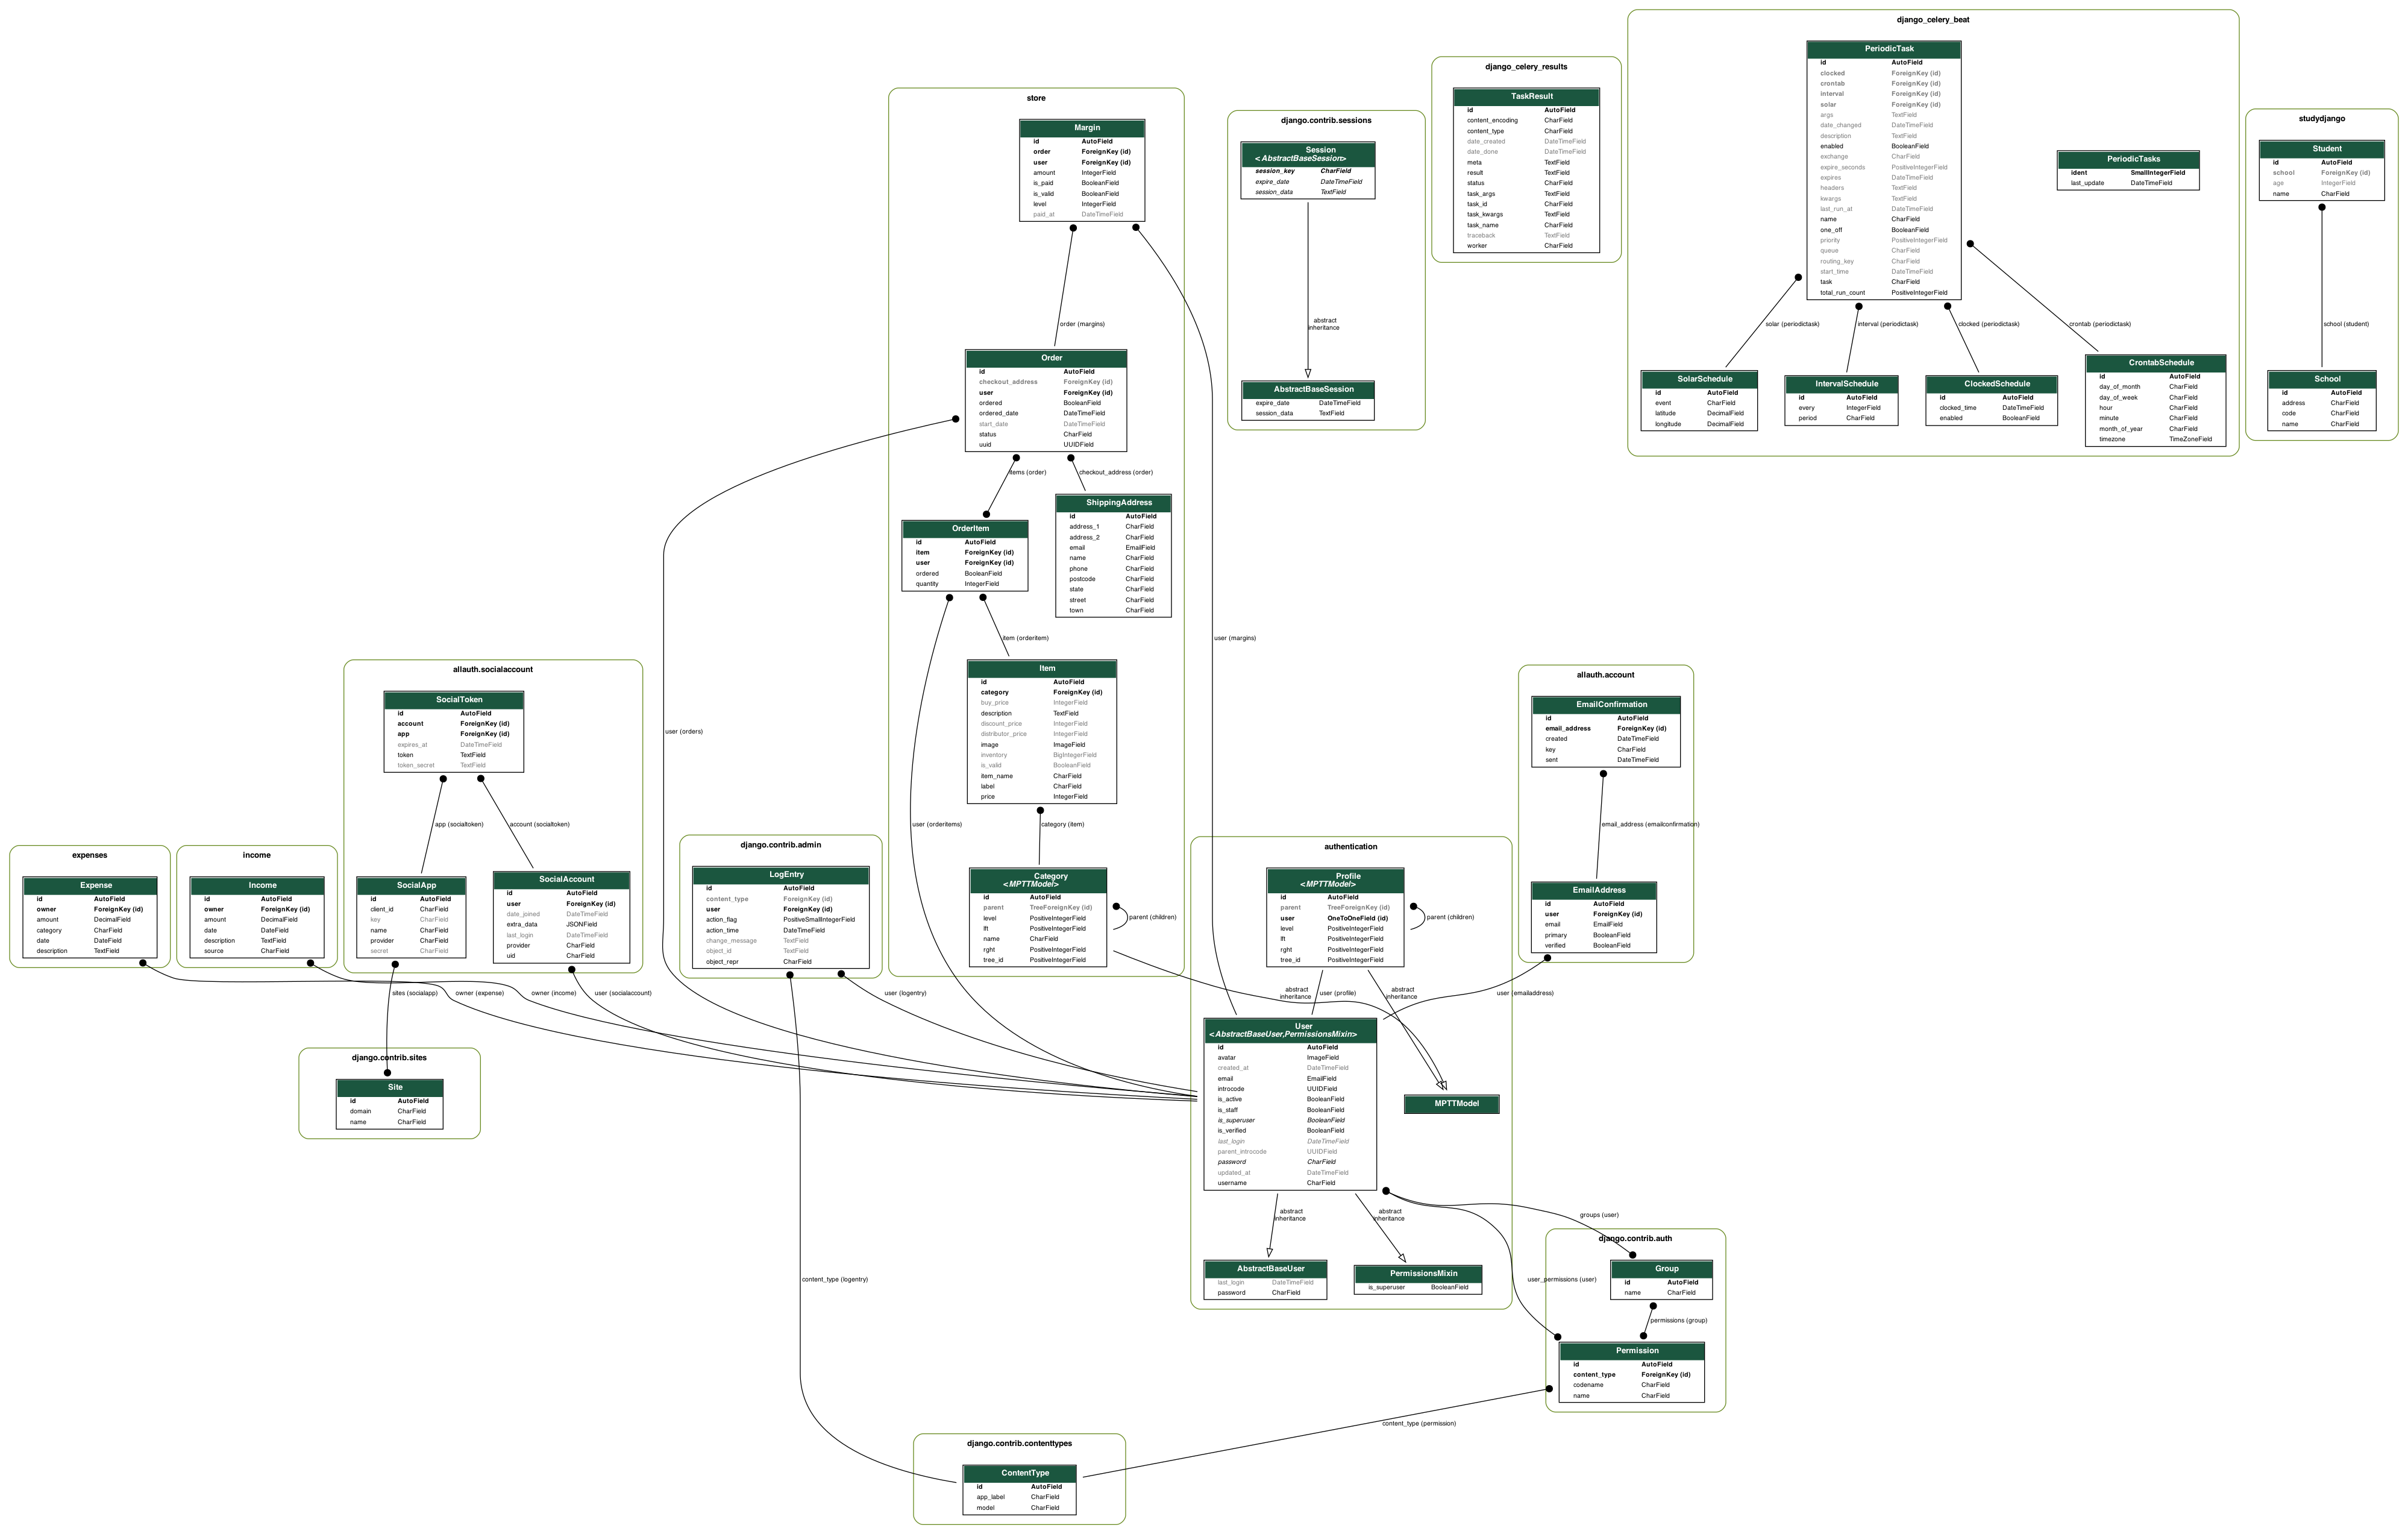 django_celery_beat
PeriodicTask
id AutoField
clocked ForeignKey (id)
crontab ForeignKey (id)
interval ForeignKey (id)
solar ForeignKey (id)
args TextField
date_changed DateTimeField
description TextField
enabled BooleanField
exchange CharField
expire_seconds PositiveIntegerField
expires DateTimeField
headers TextField
kwargs TextField
last_run_at DateTimeField
name CharField
one_off BooleanField
priority PositiveIntegerField
queue CharField
routing_key CharField
start_time DateTimeField
task CharField
total_run_count PositiveIntegerField
PeriodicTasks
ident SmallIntegerField
last_update DateTimeField
solar (periodictask)
interval (periodictask)
clocked (periodictask)
crontab (periodictask)
SolarSchedule
id AutoField
event CharField
latitude DecimalField
longitude DecimalField
IntervalSchedule
id AutoField
every IntegerField
period CharField
ClockedSchedule
id AutoField
clocked_time DateTimeField
enabled BooleanField
CrontabSchedule
id AutoField
day_of_month CharField
day_of_week CharField
hour CharField
minute CharField
month_of_year CharField
timezone TimeZoneField
studydjango
Student
id AutoField
school ForeignKey (id)
age IntegerField
name CharField
school (student)
School
id AutoField
address CharField
code CharField
name CharField
django_celery_results
TaskResult
id AutoField
content_encoding CharField
content_type CharField
date_created DateTimeField
date_done DateTimeField
meta TextField
result TextField
status CharField
task_args TextField
task_id CharField
task_kwargs TextField
task_name CharField
traceback TextField
worker CharField
django.contrib.sessions
Session
<AbstractBaseSession>
session_key CharField
expire_date DateTimeField
session_data TextField
abstract
inheritance
AbstractBaseSession
expire_date DateTimeField
session_data TextField
store
Margin
id AutoField
order ForeignKey (id)
user ForeignKey (id)
amount IntegerField
is_paid BooleanField
is_valid BooleanField
level IntegerField
paid_at DateTimeField
order (margins)
Order
id AutoField
checkout_address ForeignKey (id)
user ForeignKey (id)
ordered BooleanField
ordered_date DateTimeField
start_date DateTimeField
status CharField
uuid UUIDField
items (order)
checkout_address (order)
OrderItem
id AutoField
item ForeignKey (id)
user ForeignKey (id)
ordered BooleanField
quantity IntegerField
ShippingAddress
id AutoField
address_1 CharField
address_2 CharField
email EmailField
name CharField
phone CharField
postcode CharField
state CharField
street CharField
town CharField
item (orderitem)
user (margins)
Item
id AutoField
category ForeignKey (id)
buy_price IntegerField
description TextField
discount_price IntegerField
distributor_price IntegerField
image ImageField
inventory BigIntegerField
is_valid BooleanField
item_name CharField
label CharField
price IntegerField
user (orders)
user (orderitems)
category (item)
Category
<MPTTModel>
id AutoField
parent TreeForeignKey (id)
level PositiveIntegerField
lft PositiveIntegerField
name CharField
rght PositiveIntegerField
tree_id PositiveIntegerField
parent (children)
allauth.socialaccount
SocialToken
id AutoField
account ForeignKey (id)
app ForeignKey (id)
expires_at DateTimeField
token TextField
token_secret TextField
app (socialtoken)
account (socialtoken)
SocialApp
id AutoField
client_id CharField
key CharField
name CharField
provider CharField
secret CharField
SocialAccount
id AutoField
user ForeignKey (id)
date_joined DateTimeField
extra_data JSONField
last_login DateTimeField
provider CharField
uid CharField
expenses
Expense
id AutoField
owner ForeignKey (id)
amount DecimalField
category CharField
date DateField
description TextField
income
Income
id AutoField
owner ForeignKey (id)
amount DecimalField
date DateField
description TextField
source CharField
django.contrib.admin
LogEntry
id AutoField
content_type ForeignKey (id)
user ForeignKey (id)
action_flag PositiveSmallIntegerField
action_time DateTimeField
change_message TextField
object_id TextField
object_repr CharField
sites (socialapp)
owner (expense)
owner (income)
user (socialaccount)
user (logentry)
django.contrib.sites
Site
id AutoField
domain CharField
name CharField
allauth.account
EmailConfirmation
id AutoField
email_address ForeignKey (id)
created DateTimeField
key CharField
sent DateTimeField
email_address (emailconfirmation)
EmailAddress
id AutoField
user ForeignKey (id)
email EmailField
primary BooleanField
verified BooleanField
authentication
Profile
<MPTTModel>
id AutoField
parent TreeForeignKey (id)
user OneToOneField (id)
level PositiveIntegerField
lft PositiveIntegerField
rght PositiveIntegerField
tree_id PositiveIntegerField
parent (children)
abstract
inheritance
user (profile)
abstract
inheritance
user (emailaddress)
User
<AbstractBaseUser,PermissionsMixin>
id AutoField
avatar ImageField
created_at DateTimeField
email EmailField
introcode UUIDField
is_active BooleanField
is_staff BooleanField
is_superuser BooleanField
is_verified BooleanField
last_login DateTimeField
parent_introcode UUIDField
password CharField
updated_at DateTimeField
username CharField
MPTTModel
abstract
inheritance
abstract
inheritance
AbstractBaseUser
last_login DateTimeField
password CharField
PermissionsMixin
is_superuser BooleanField
groups (user)
user_permissions (user)
django.contrib.auth
Group
id AutoField
name CharField
permissions (group)
Permission
id AutoField
content_type ForeignKey (id)
codename CharField
name CharField
content_type (logentry)
content_type (permission)
django.contrib.contenttypes
ContentType
id AutoField
app_label CharField
model CharField